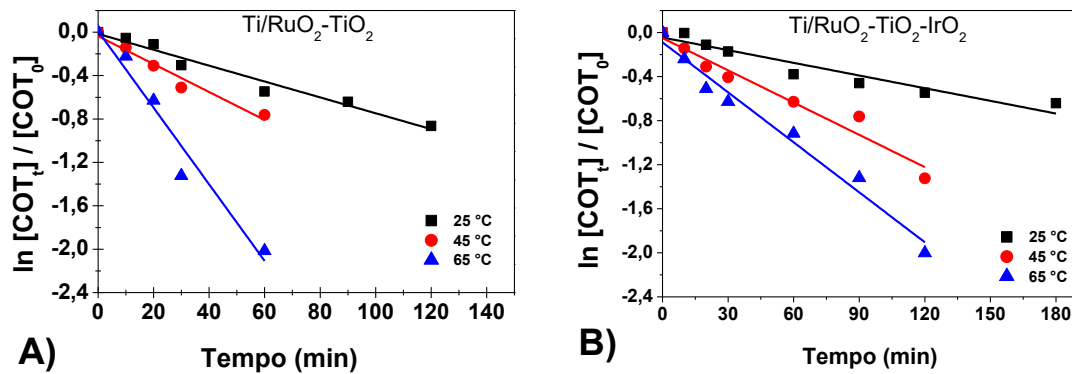 Ti/RuO₂-TiO₂
ln [COTₜ] / [COT₀]
0,0
-0,4
-0,8
-1,2
-1,6
-2,0
-2,4
25 °C
45 °C
65 °C
0 20 40 60 80 100 120 140
Tempo (min)
A)
Ti/RuO₂-TiO₂-IrO₂
ln [COTₜ] / [COT₀]
0,0
-0,4
-0,8
-1,2
-1,6
-2,0
-2,4
25 °C
45 °C
65 °C
0 30 60 90 120 150 180
Tempo (min)
B)